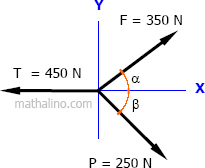 Y
F = 350 N
T = 450 N
α
X
β
mathalino.com
P = 250 N